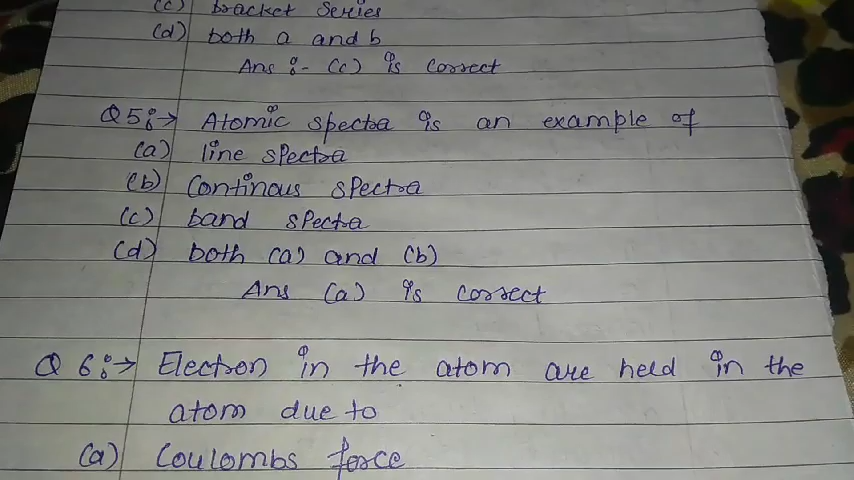 (c) bracket series
(d) both a and b
Ans :- (c) is correct
Q 5:→ Atomic spectra is an example of
(a) line spectra
(b) continous spectra
(c) band spectra
(d) both (a) and (b)
Ans (a) is correct
Q 6:→ Electron in the atom are held in the
atom due to
(a) Coulombs force